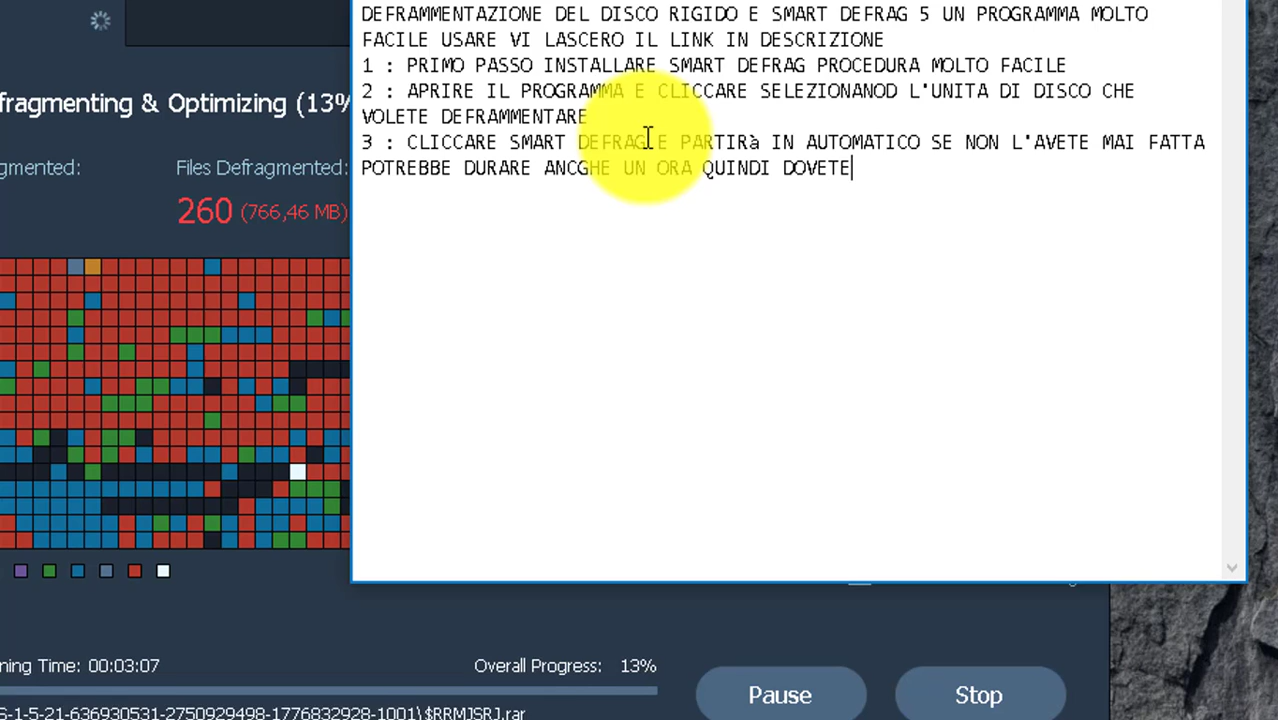 DEFRAMMENTAZIONE DEL DISCO RIGIDO E SMART DEFRAG 5 UN PROGRAMMA MOLTO
FACILE USARE VI LASCERO IL LINK IN DESCRIZIONE
1 : PRIMO PASSO INSTALLARE SMART DEFRAG PROCEDURA MOLTO FACILE
2 : APRIRE IL PROGRAMMA E CLICCARE SELEZIONANOD L'UNITA DI DISCO CHE
VOLETE DEFRAMMENTARE
3 : CLICCARE SMART DEFRAG E PARTIRà IN AUTOMATICO SE NON L'AVETE MAI FATTA
POTREBBE DURARE ANCGHE UN ORA QUINDI DOVETE
fragmenting & Optimizing (13%
gmented:
Files Defragmented:
260 (766,46 MB)
ning Time: 00:03:07
Overall Progress: 13%
Pause
Stop
S-1-5-21-636930531-2750929498-1776832928-1001\$RRMJSRJ.rar